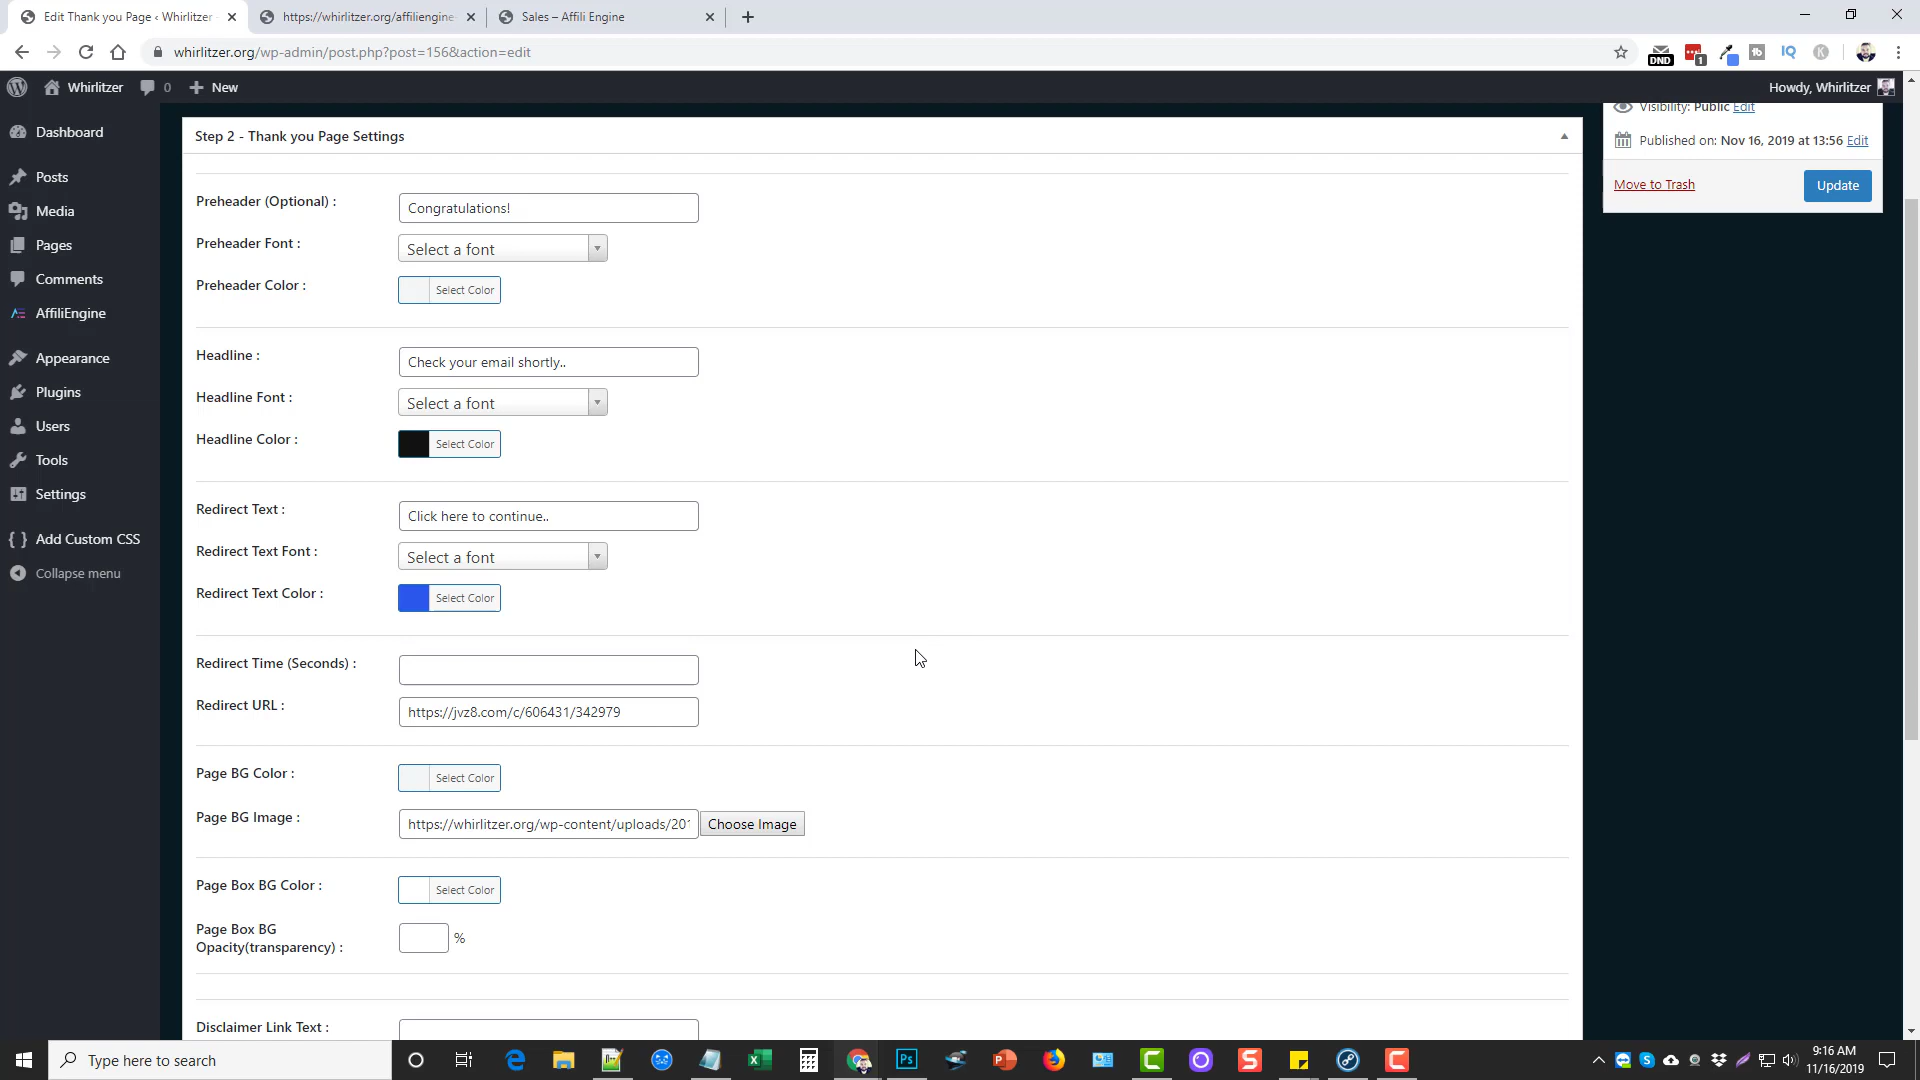 Edit Thank you Page ‹ Whirlitzer
https://whirlitzer.org/affiliengine
Sales – Affili Engine
whirlitzer.org/wp-admin/post.php?post=156&action=edit
DND
1
Whirlitzer
0
New
Howdy, Whirlitzer
Dashboard
Posts
Media
Pages
Comments
AffiliEngine
Appearance
Plugins
Users
Tools
Settings
Add Custom CSS
Collapse menu
Visibility: Public Edit
Published on: Nov 16, 2019 at 13:56 Edit
Move to Trash
Update
Step 2 - Thank you Page Settings
Preheader (Optional) :
Congratulations!
Preheader Font :
Select a font
Preheader Color :
Select Color
Headline :
Check your email shortly..
Headline Font :
Select a font
Headline Color :
Select Color
Redirect Text :
Click here to continue..
Redirect Text Font :
Select a font
Redirect Text Color :
Select Color
Redirect Time (Seconds) :
Redirect URL :
https://jvz8.com/c/606431/342979
Page BG Color :
Select Color
Page BG Image :
https://whirlitzer.org/wp-content/uploads/201
Choose Image
Page Box BG Color :
Select Color
Page Box BG
Opacity(transparency) :
%
Disclaimer Link Text :
Type here to search
9:16 AM
11/16/2019